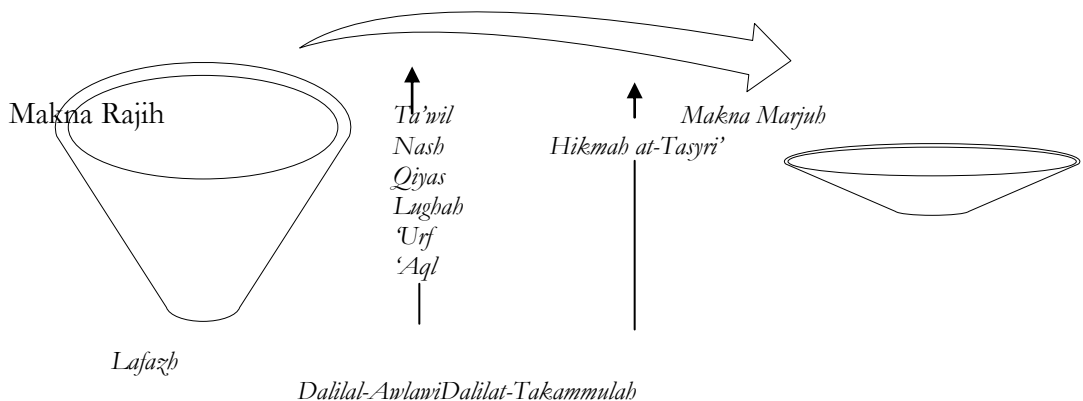 Makna Rajih
Ta’wil
Nash
Qiyas
Lughah
‘Urf
‘Aql
Hikmah at-Tasyri’
Makna Marjuh
Lafazh
Dalilal-AwlawiDalilat-Takammulah